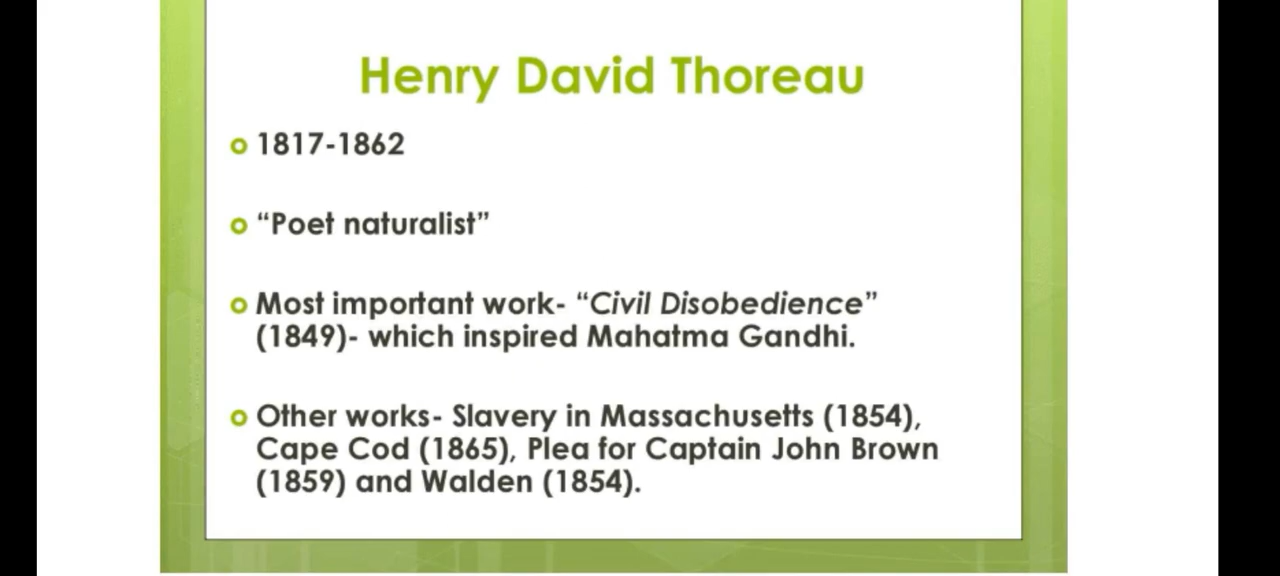 Henry David Thoreau
1817-1862
“Poet naturalist”
Most important work- “Civil Disobedience”
(1849)- which inspired Mahatma Gandhi.
Other works- Slavery in Massachusetts (1854),
Cape Cod (1865), Plea for Captain John Brown
(1859) and Walden (1854).